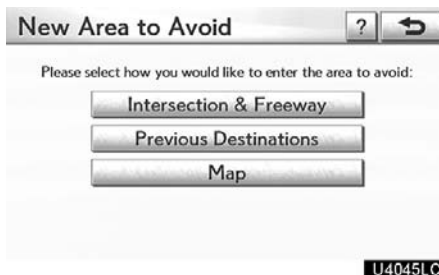 New Area to Avoid ?
Please select how you would like to enter the area to avoid:
Intersection & Freeway
Previous Destinations
Map
U4045LC